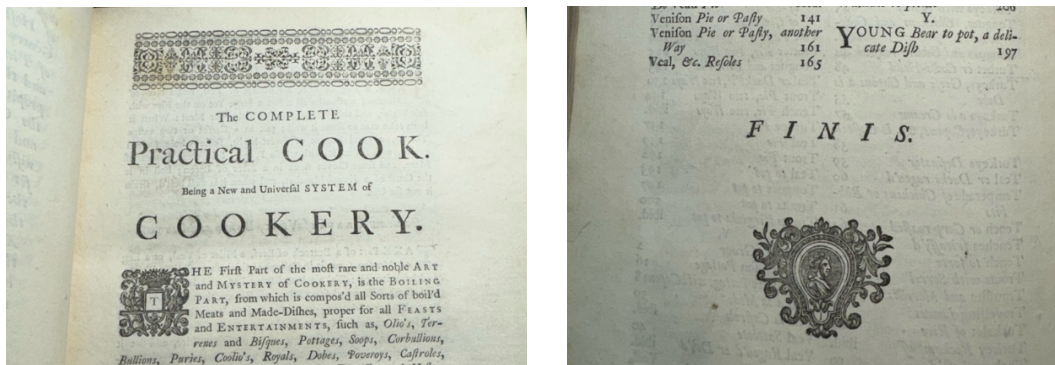 The COMPLETE
Practical COOK.
Being a New and Universal SYSTEM of
COOKERY.
THE First Part of the most rare and noble ART
and MYSTERY of COOKERY, is the BOILING
PART, from which is compos'd all Sorts of boil'd
Meats and Made-Dishes, proper for all FEASTS
and ENTERTAINMENTS, such as, Olio's, Ter-
renes and Bisques, Pottages, Soops, Corbullions,
Bullions, Puries, Coolio's, Royals, Dobes, Poveroys, Castroles,
Venison Pie or Pasty 141
Venison Pie or Pasty, another
Way 161
Veal, &c. Resoles 165
Y.
YOUNG Bear to pot, a deli-
cate Dish 197
FINIS.